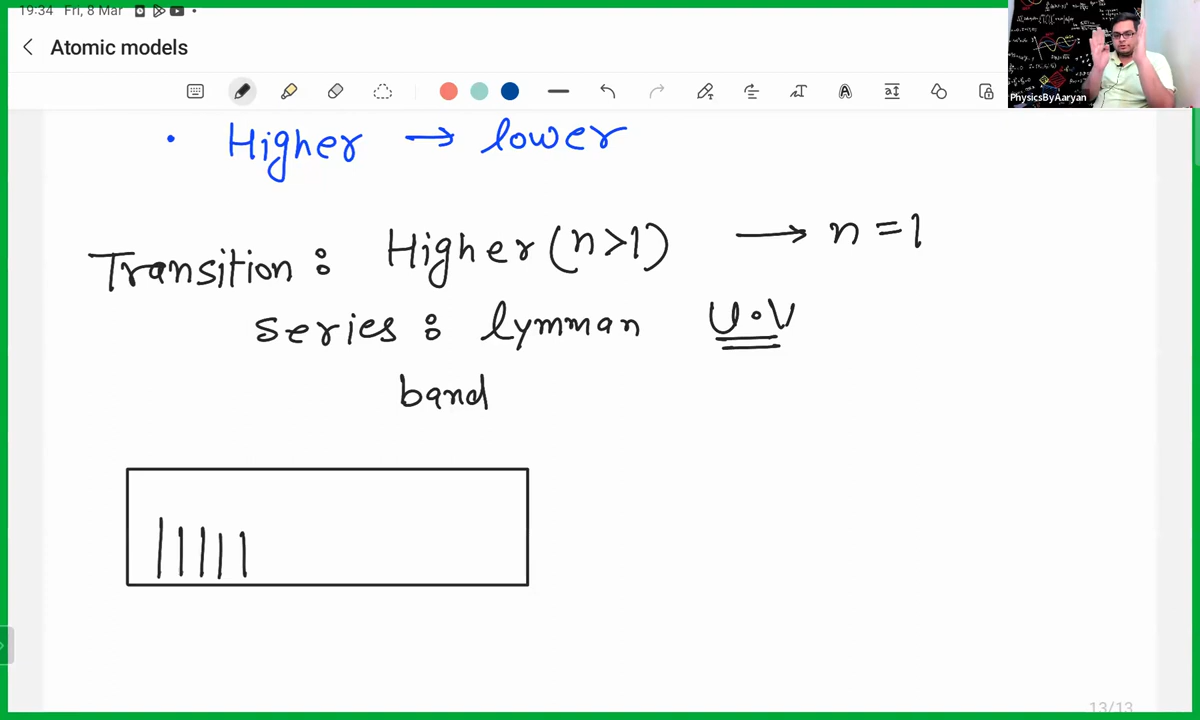 19:34 Fri, 8 Mar
Atomic models
PhysicsByAaryan
• Higher → lower
Transition : Higher (n>1) → n = 1
series : lymman U.V
band
13/13